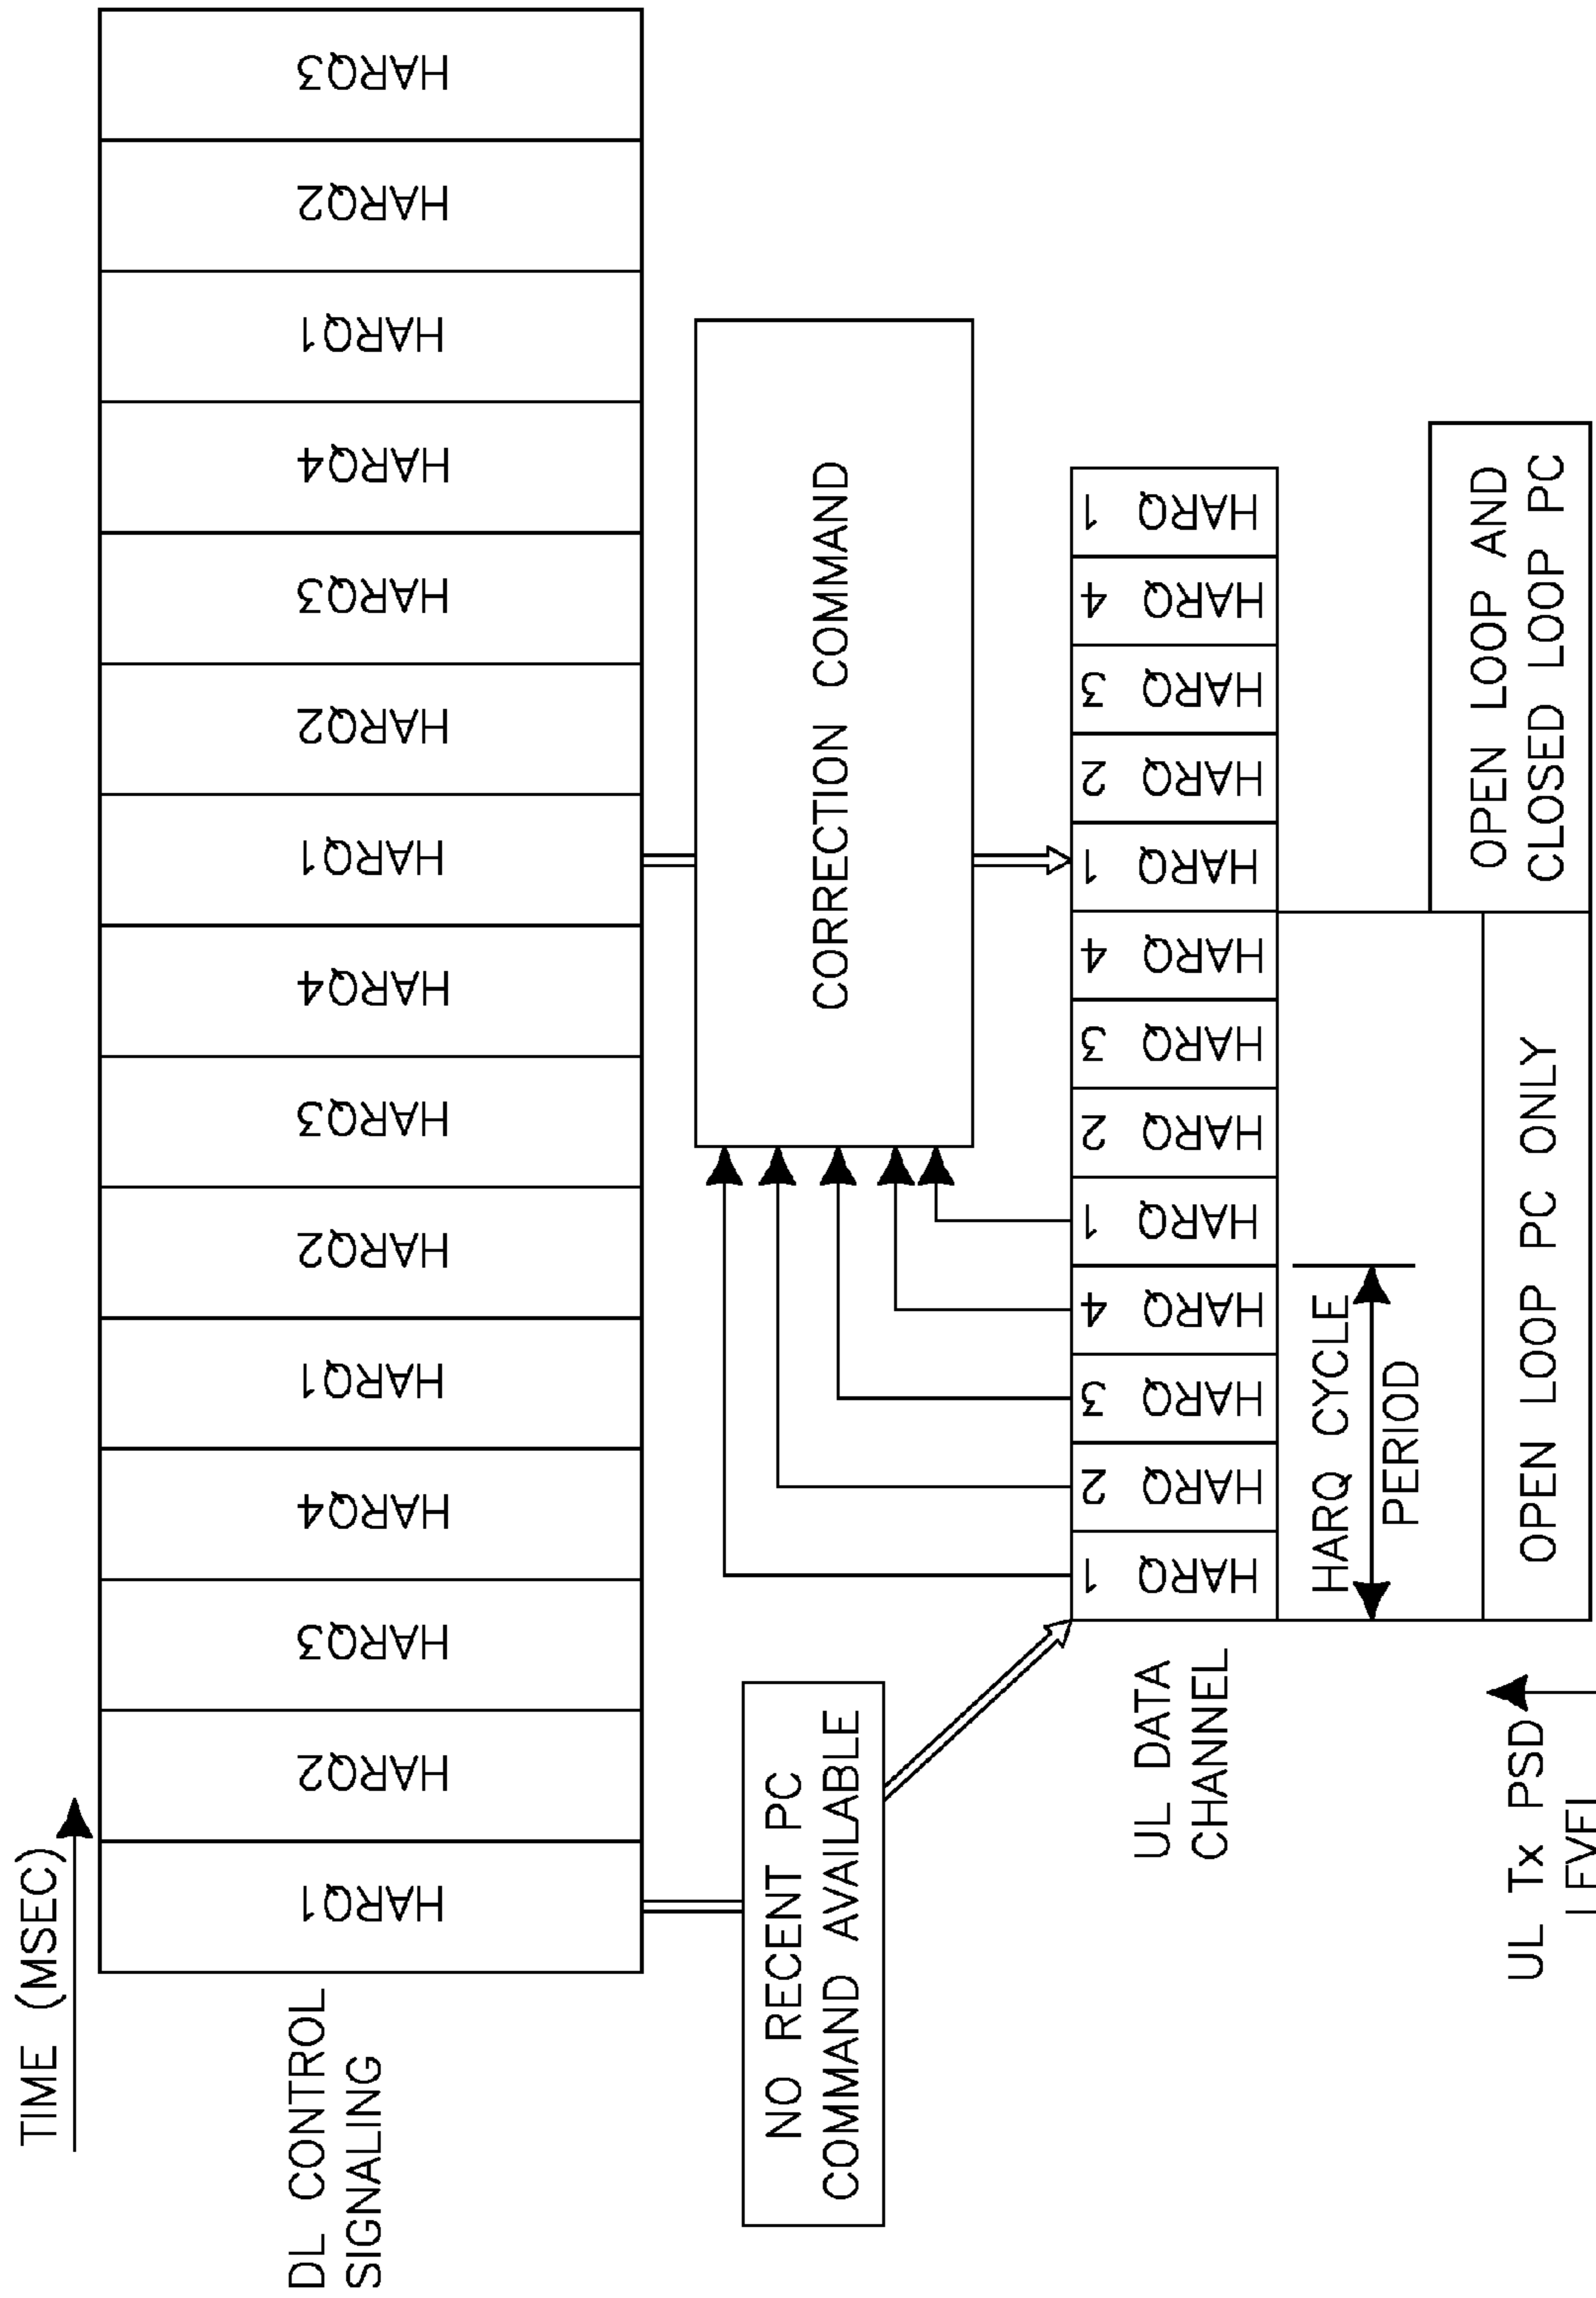 TIME (MSEC)
DL CONTROL
SIGNALING
HARQ1
HARQ2
HARQ3
HARQ4
HARQ1
HARQ2
HARQ3
HARQ4
HARQ1
HARQ2
HARQ3
HARQ4
HARQ1
HARQ2
HARQ3
NO RECENT PC
COMMAND AVAILABLE
CORRECTION COMMAND
UL DATA
CHANNEL
HARQ 1
HARQ 2
HARQ 3
HARQ 4
HARQ 1
HARQ 2
HARQ 3
HARQ 4
HARQ 1
HARQ 2
HARQ 3
HARQ 4
HARQ 1
HARQ CYCLE
PERIOD
UL Tx PSD
LEVEL
OPEN LOOP PC ONLY
OPEN LOOP AND
CLOSED LOOP PC